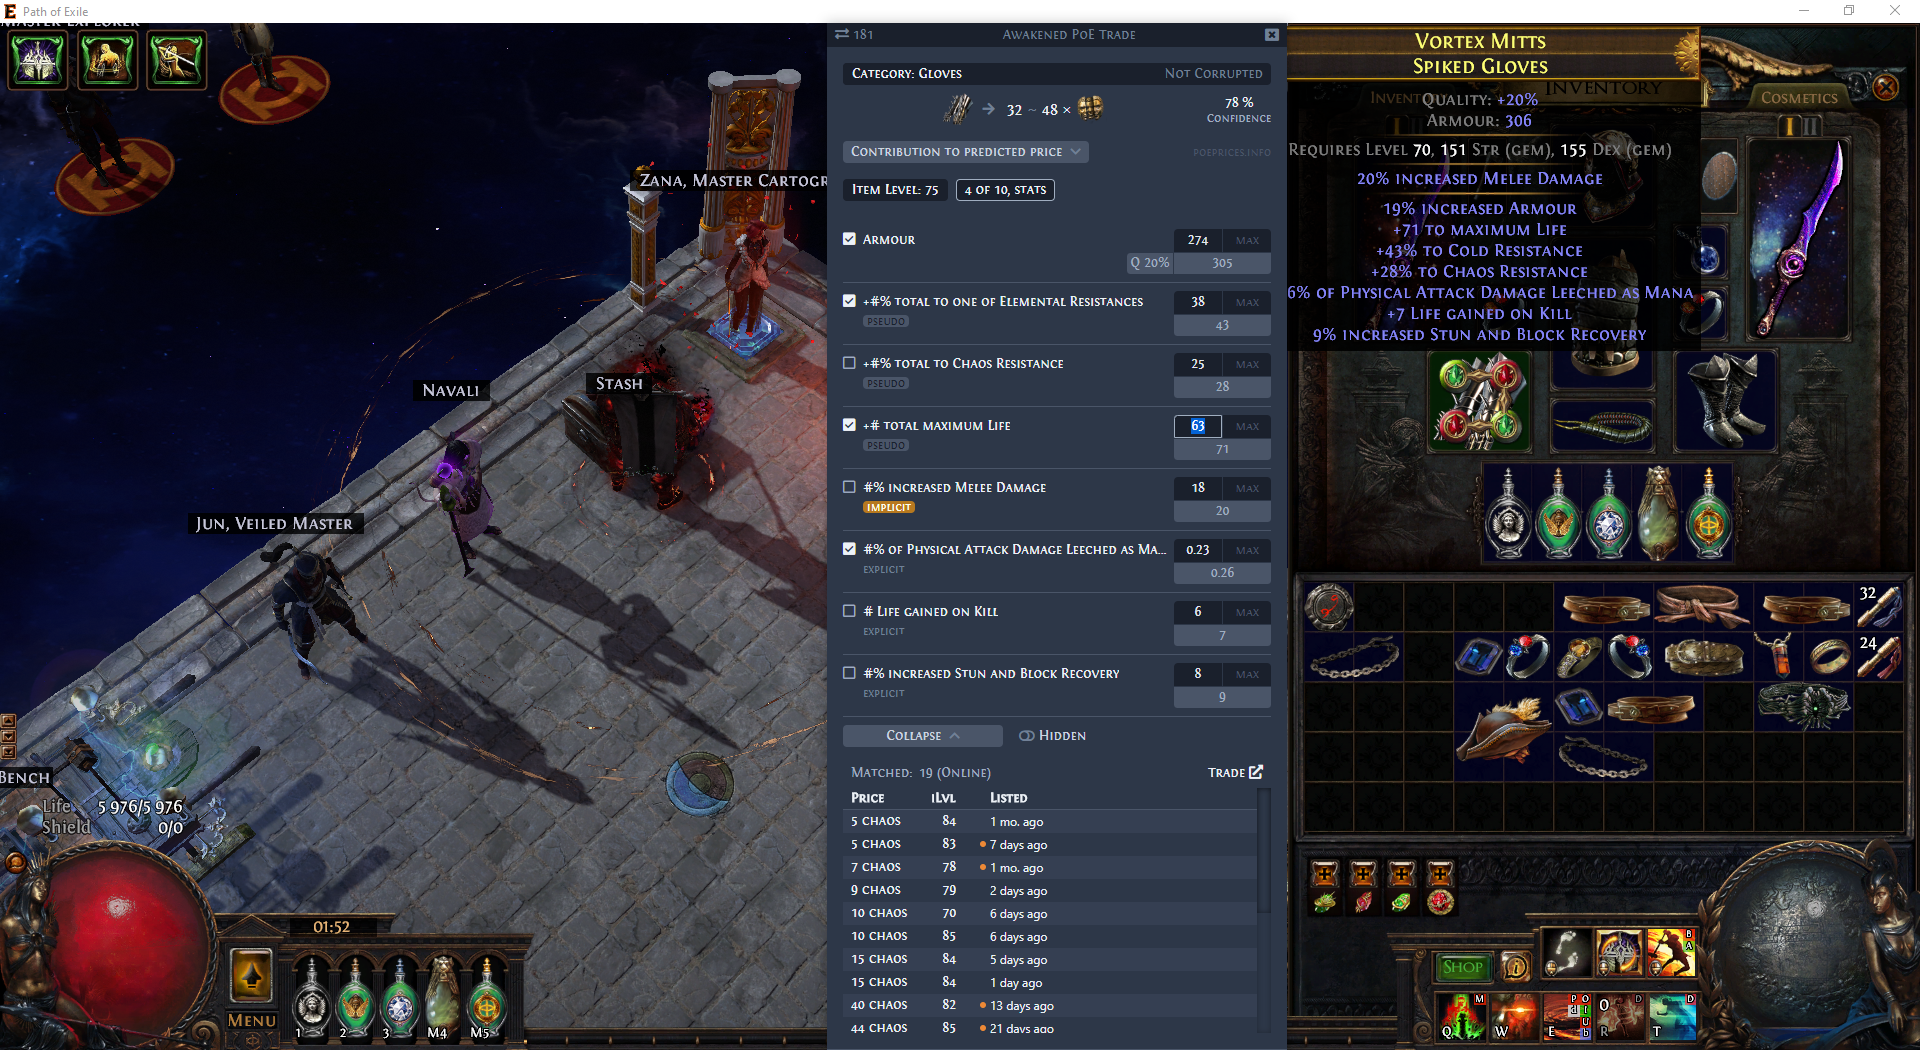 Path of Exile
Master Explorer
Zana, Master Cartogr
Navali
Stash
Jun, Veiled Master
Bench
Life 5 976/5 976
Shield 0/0
01:52
Menu
1 2 3 M4 M5
181
Awakened PoE Trade
Category: Gloves
Not Corrupted
32 ~ 48 ×
78 %
Confidence
Contribution to predicted price
poeprices.info
Item Level: 75
4 of 10, stats
Armour 274 max
Q 20% 305
+#% total to one of Elemental Resistances 38 max
pseudo 43
+#% total to Chaos Resistance 25 max
pseudo 28
+# total maximum Life 63 max
pseudo 71
#% increased Melee Damage 18 max
implicit 20
#% of Physical Attack Damage Leeched as Ma... 0.23 max
explicit 0.26
# Life gained on Kill 6 max
explicit 7
#% increased Stun and Block Recovery 8 max
explicit 9
Collapse
Hidden
Matched: 19 (Online)
Trade
Price iLvl Listed
5 chaos 84 1 mo. ago
5 chaos 83 7 days ago
7 chaos 78 1 mo. ago
9 chaos 79 2 days ago
10 chaos 70 6 days ago
10 chaos 85 6 days ago
15 chaos 84 5 days ago
15 chaos 84 1 day ago
40 chaos 82 13 days ago
44 chaos 85 21 days ago
Vortex Mitts
Spiked Gloves
Inventory
Cosmetics
I II
Quality: +20%
Armour: 306
Requires Level 70, 151 Str (gem), 155 Dex (gem)
20% increased Melee Damage
19% increased Armour
+71 to maximum Life
+43% to Cold Resistance
+28% to Chaos Resistance
6% of Physical Attack Damage Leeched as Mana
+7 Life gained on Kill
9% increased Stun and Block Recovery
32
24
Shop
B
A
M
Q
W
E
P
O
d
f
U
b
O
D
R
D
T